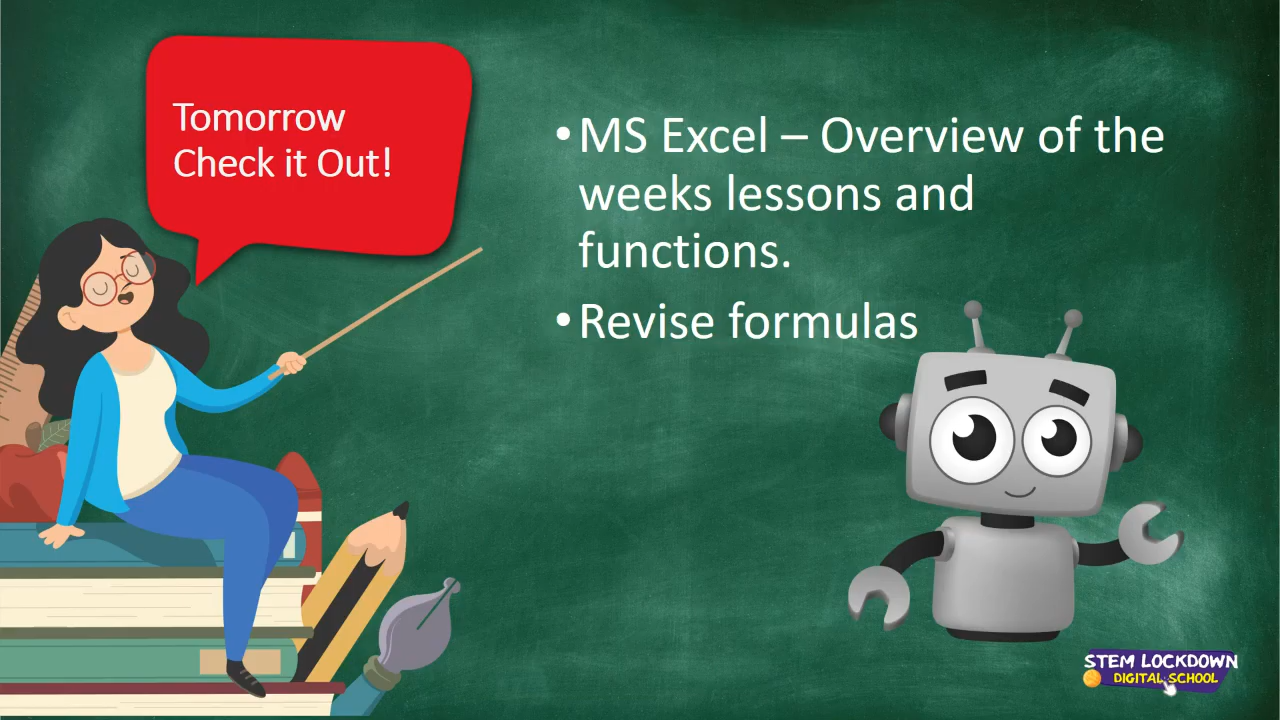 Tomorrow
Check it Out!
•MS Excel – Overview of the
weeks lessons and
functions.
•Revise formulas
STEM LOCKDOWN
DIGITAL SCHOOL